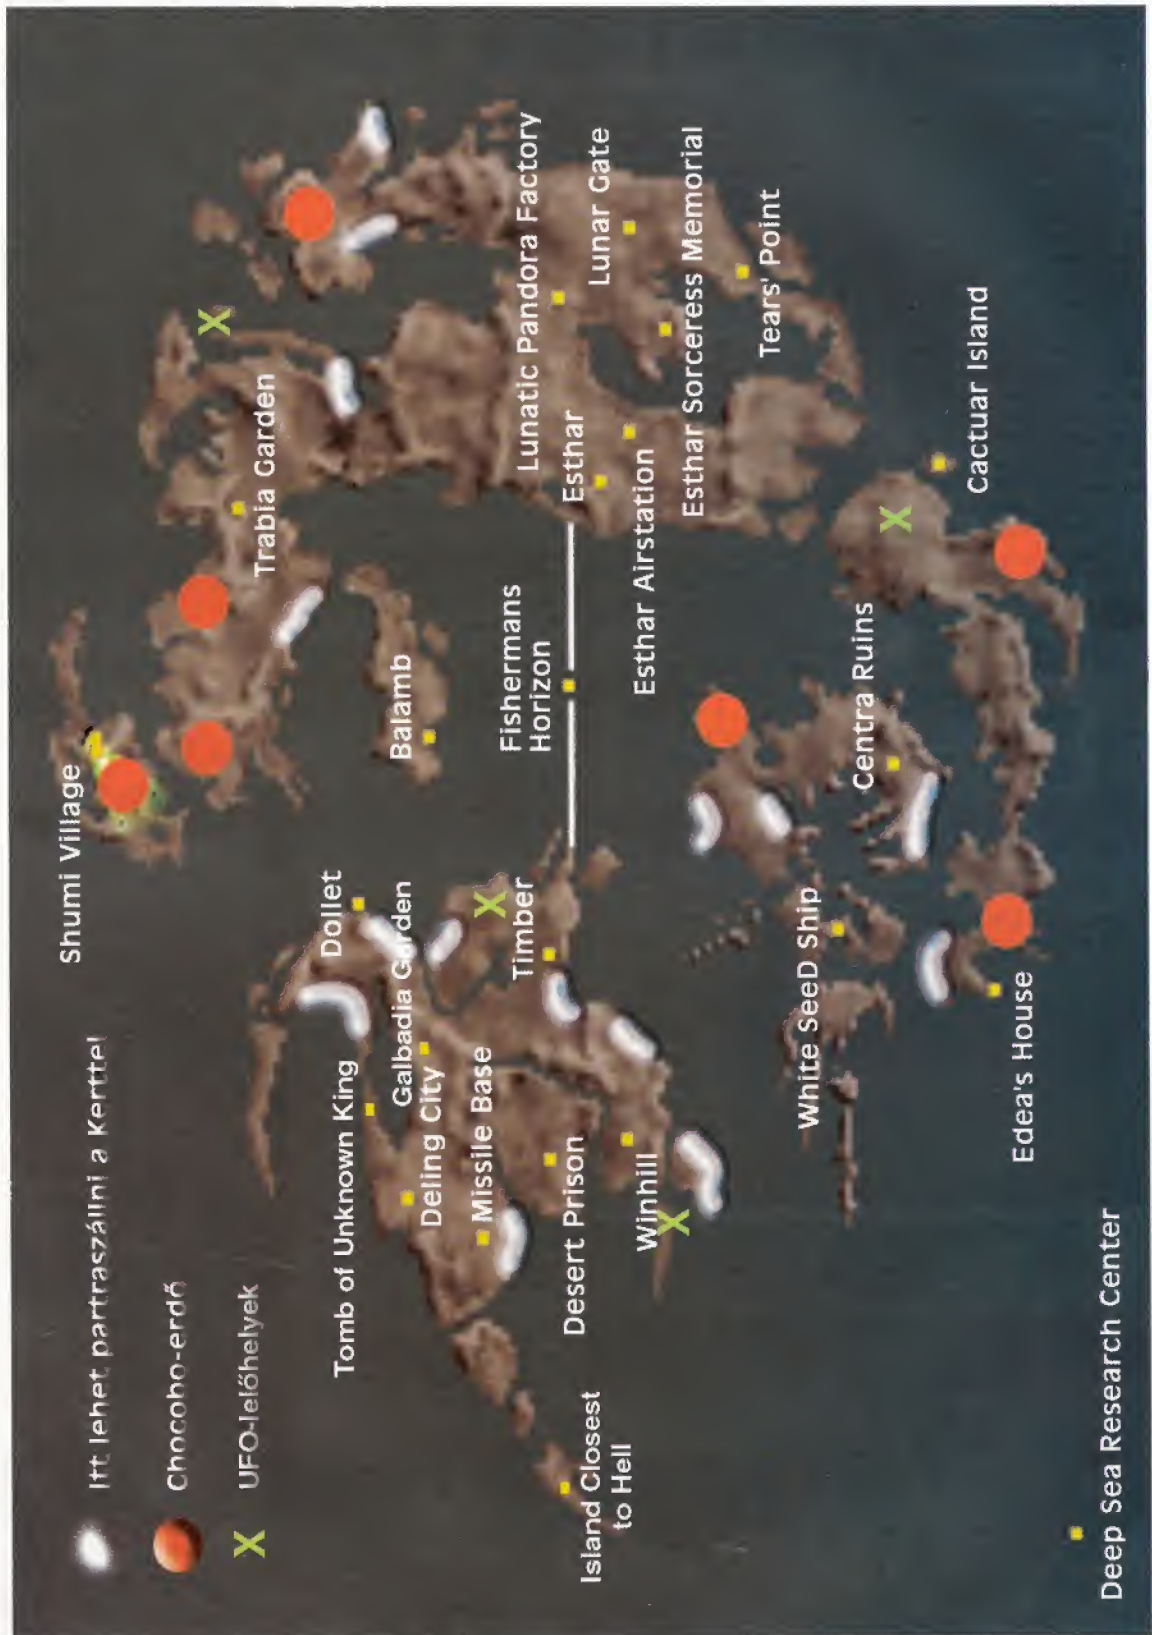 Itt lehet partraszállni a Kerttel
Chocobo-erdő
UFO-lelőhelyek
Shumi Village
Trabia Garden
Balamb
Dollet
Tomb of Unknown King
Galbadia Garden
Deling City
Missile Base
Timber
Desert Prison
Winhill
Island Closest
to Hell
Fishermans
Horizon
Lunatic Pandora Factory
Esthar
Lunar Gate
Esthar Airstation
Esthar Sorceress Memorial
Tears' Point
Cactuar Island
Centra Ruins
White SeeD Ship
Edea's House
Deep Sea Research Center